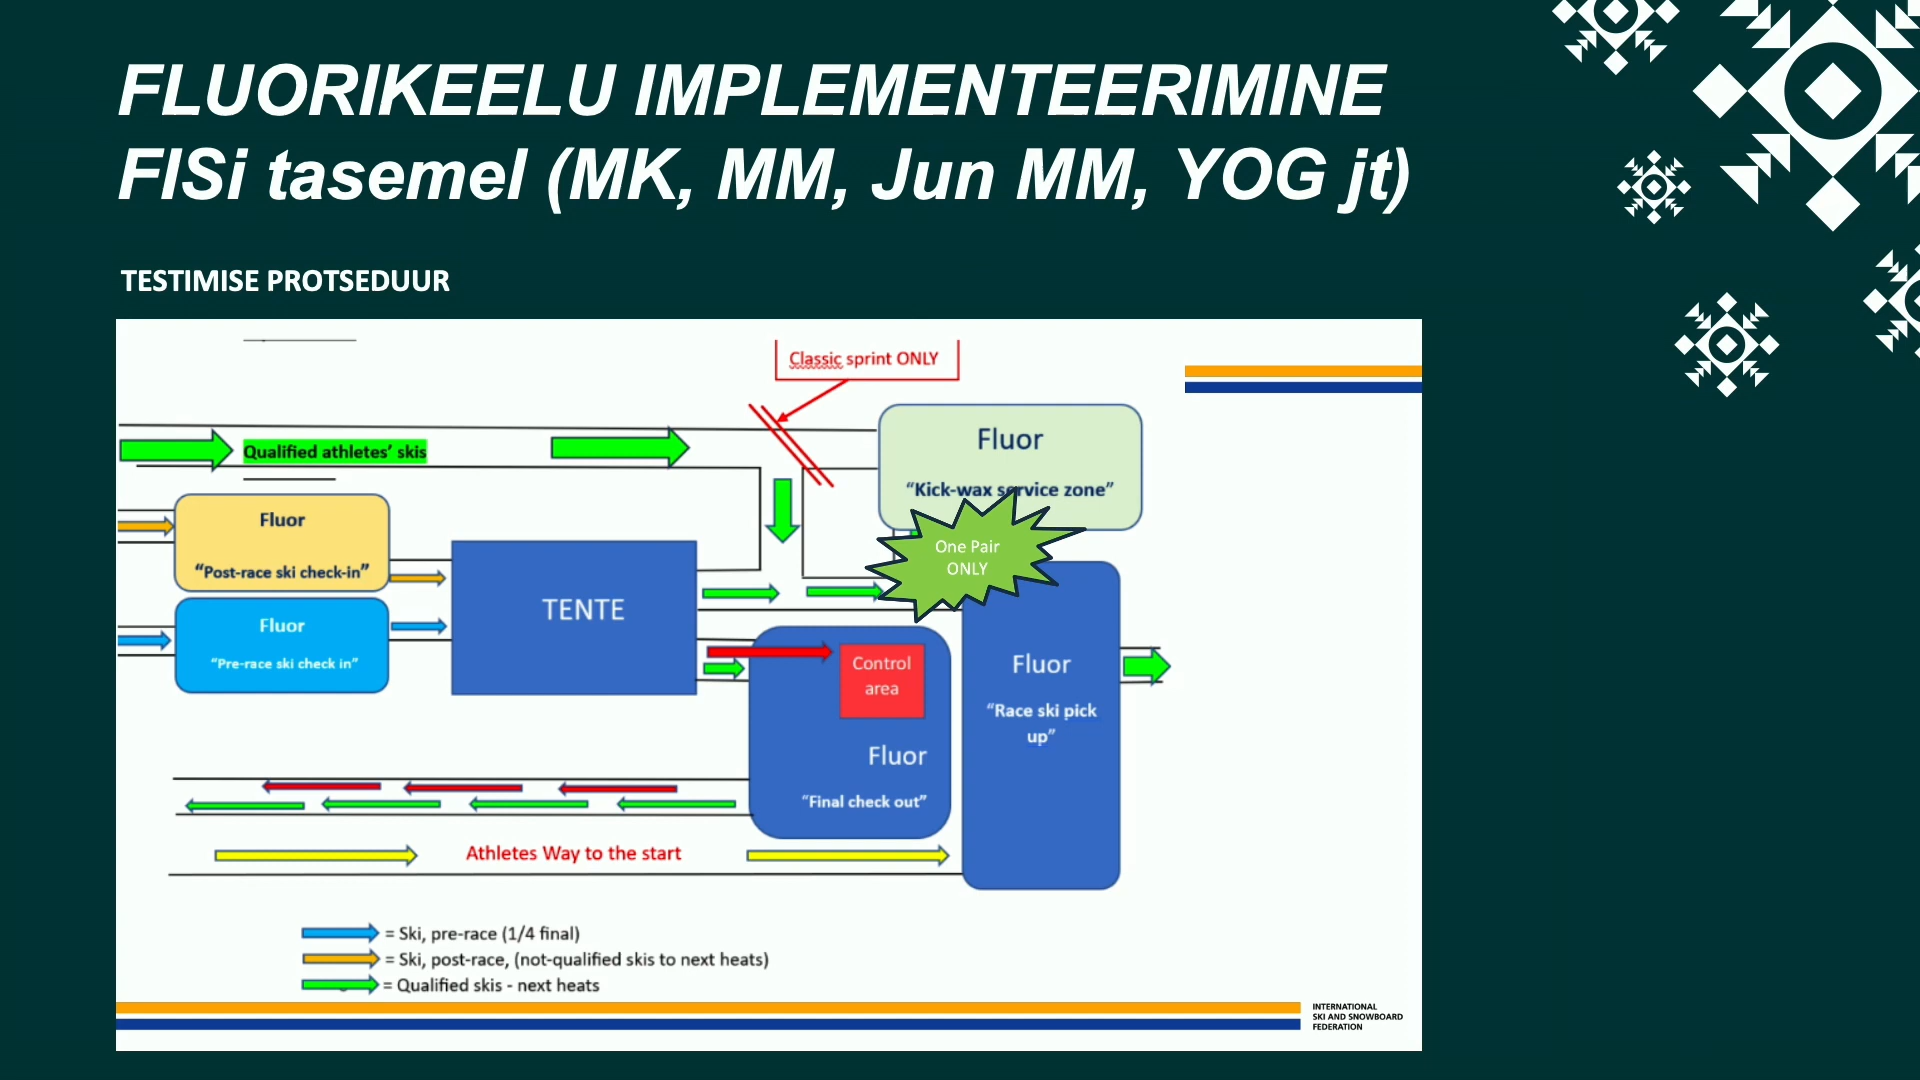 FLUORIKEELU IMPLEMENTEERIMINE
FISi tasemel (MK, MM, Jun MM, YOG jt)
TESTIMISE PROTSEDUUR
Classic sprint ONLY
Qualified athletes’ skis
Fluor
“Kick-wax service zone”
Fluor
“Post-race ski check-in”
One Pair
ONLY
TENTE
Fluor
“Pre-race ski check in”
Control
area
Fluor
“Race ski pick
up”
Fluor
“Final check out”
Athletes Way to the start
= Ski, pre-race (1/4 final)
= Ski, post-race, (not-qualified skis to next heats)
= Qualified skis - next heats
INTERNATIONAL
SKI AND SNOWBOARD
FEDERATION